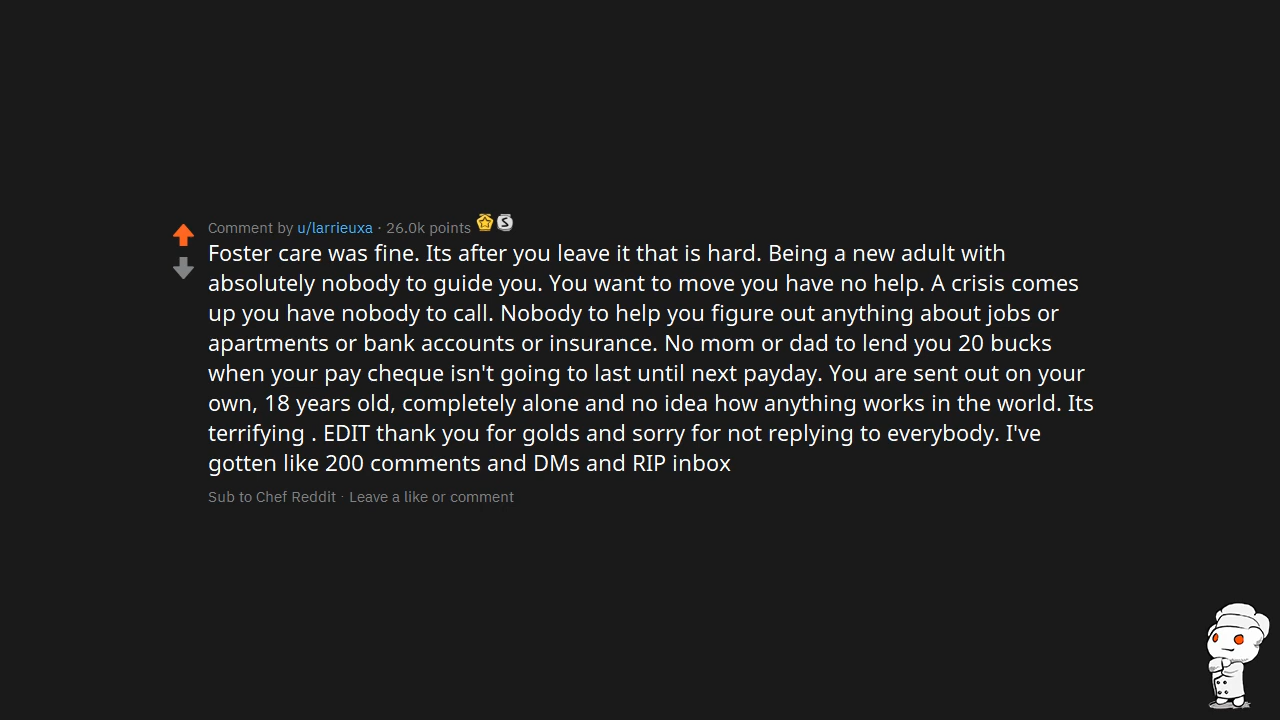 Comment by u/larrieuxa · 26.0k points
Foster care was fine. Its after you leave it that is hard. Being a new adult with
absolutely nobody to guide you. You want to move you have no help. A crisis comes
up you have nobody to call. Nobody to help you figure out anything about jobs or
apartments or bank accounts or insurance. No mom or dad to lend you 20 bucks
when your pay cheque isn't going to last until next payday. You are sent out on your
own, 18 years old, completely alone and no idea how anything works in the world. Its
terrifying . EDIT thank you for golds and sorry for not replying to everybody. I've
gotten like 200 comments and DMs and RIP inbox
Sub to Chef Reddit · Leave a like or comment